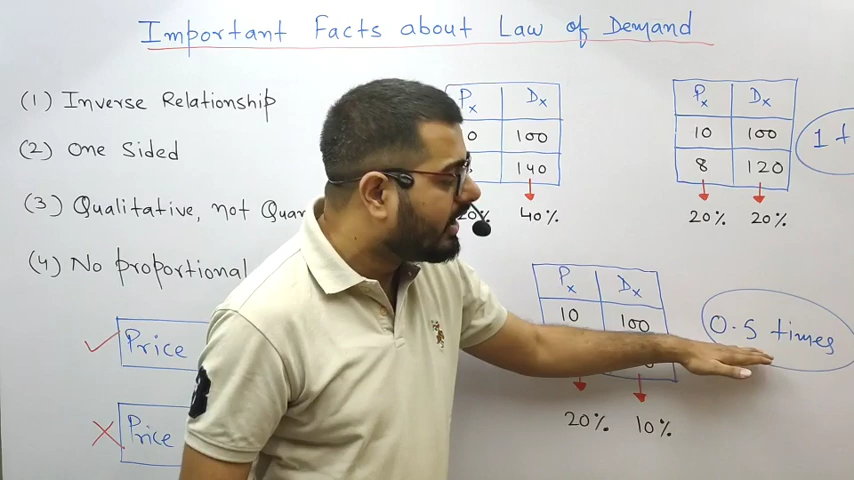 Important Facts about Law of Demand
(1) Inverse Relationship
(2) One Sided
(3) Qualitative, not
(4) No proportional
Price
Price
Px Dx
0 100
140
20% 40%
Px Dx
10 100
8 120
20% 20%
Px Dx
10 100
20% 10%
0.5 times